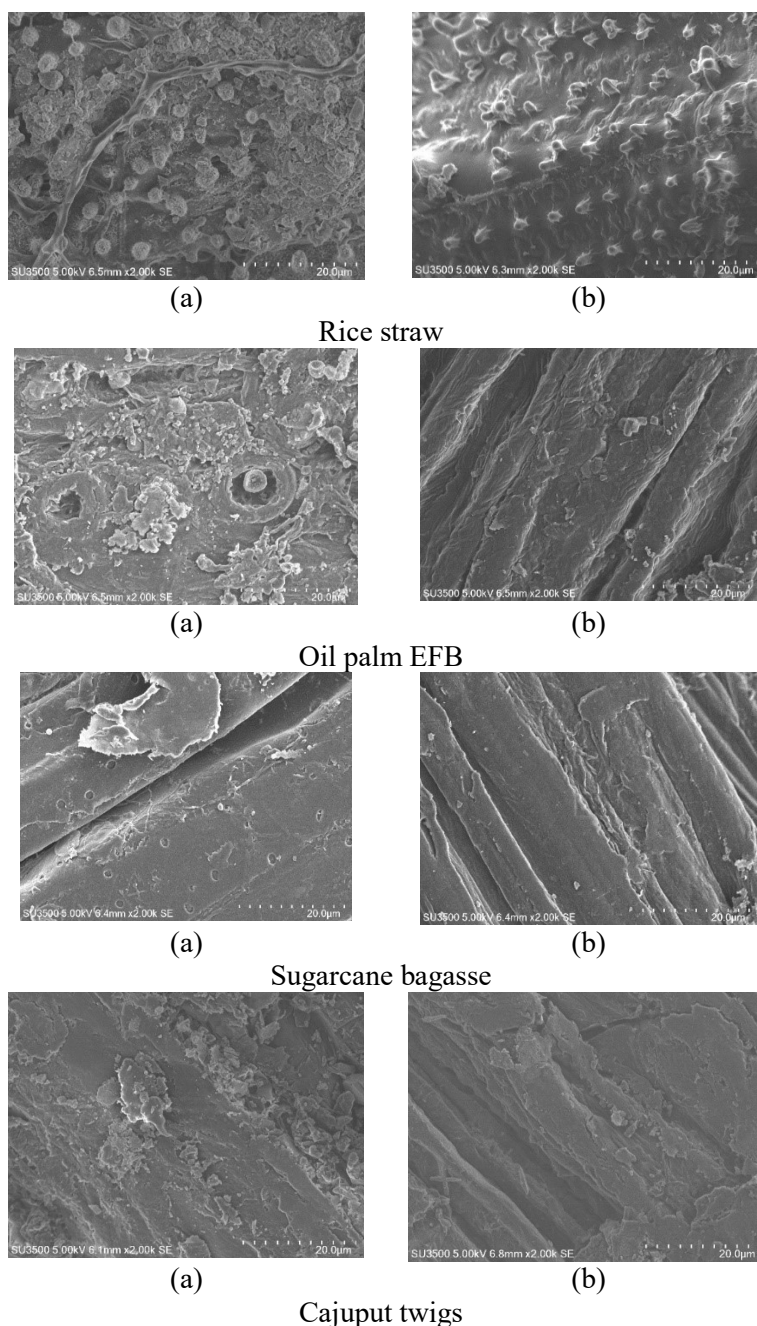 SU3500 5.00kV 6.5mm x2.00k SE 20.0µm
SU3500 5.00kV 6.3mm x2.00k SE 20.0µm
(a) (b)
Rice straw
SU3500 5.00kV 6.5mm x2.00k SE 20.0µm
SU3500 5.00kV 6.5mm x2.00k SE 20.0µm
(a) (b)
Oil palm EFB
SU3500 5.00kV 6.4mm x2.00k SE 20.0µm
SU3500 5.00kV 6.4mm x2.00k SE 20.0µm
(a) (b)
Sugarcane bagasse
SU3500 5.00kV 6.1mm x2.00k SE 20.0µm
SU3500 5.00kV 6.8mm x2.00k SE 20.0µm
(a) (b)
Cajuput twigs